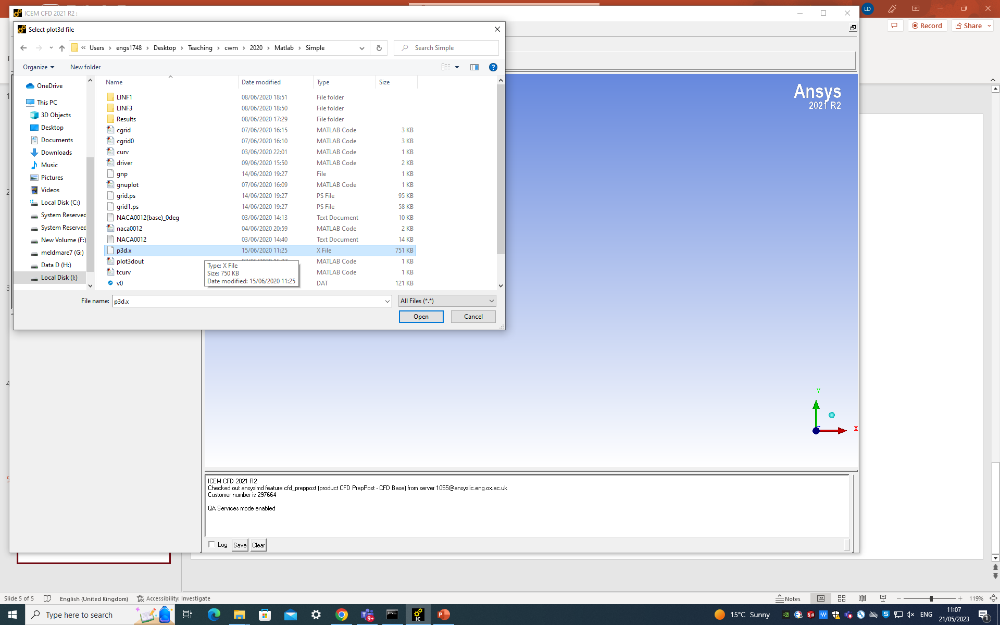 ICEM CFD 2021 R2 :
LD
Select plot3d file
Record
Share
« Users › engs1748 › Desktop › Teaching › cwm › 2020 › Matlab › Simple
Search Simple
Organize
New folder
Name
Date modified
Type
Size
OneDrive
This PC
3D Objects
Desktop
Documents
Downloads
Music
Pictures
Videos
Local Disk (C:)
System Reserved
System Reserved
New Volume (F:)
meldmare7 (G:)
Data D (H:)
Local Disk (I:)
LINF1 08/06/2020 18:51 File folder
LINF3 08/06/2020 18:50 File folder
Results 08/06/2020 17:29 File folder
cgrid 07/06/2020 16:15 MATLAB Code 3 KB
cgrid0 07/06/2020 16:10 MATLAB Code 3 KB
curv 03/06/2020 22:01 MATLAB Code 1 KB
driver 09/06/2020 15:50 MATLAB Code 2 KB
gnp 14/06/2020 19:27 File 1 KB
gnuplot 07/06/2020 16:09 MATLAB Code 1 KB
grid.ps 14/06/2020 19:27 PS File 95 KB
grid1.ps 14/06/2020 19:27 PS File 58 KB
NACA0012(base)_0deg 03/06/2020 14:13 Text Document 10 KB
naca0012 04/06/2020 20:59 MATLAB Code 2 KB
NACA0012 03/06/2020 14:40 Text Document 14 KB
p3d.x 15/06/2020 11:25 X File 751 KB
plot3dout MATLAB Code 1 KB
tcurv MATLAB Code 1 KB
v0 DAT 121 KB
Type: X File
Size: 750 KB
Date modified: 15/06/2020 11:25
File name: p3d.x
All Files (*.*)
Open
Cancel
Ansys
2021 R2
Y
X
ICEM CFD 2021 R2
Checked out ansyslmd feature cfd_preppost (product CFD PrepPost - CFD Base) from server 1055@ansyslic.eng.ox.ac.uk
Customer number is 297664
QA Services mode enabled
Log
Save
Clear
1
2
3
4
5
Slide 5 of 5
English (United Kingdom)
Accessibility: Investigate
Notes
119%
Type here to search
9+
IC
15°C Sunny
ENG
11:07
21/05/2023
1